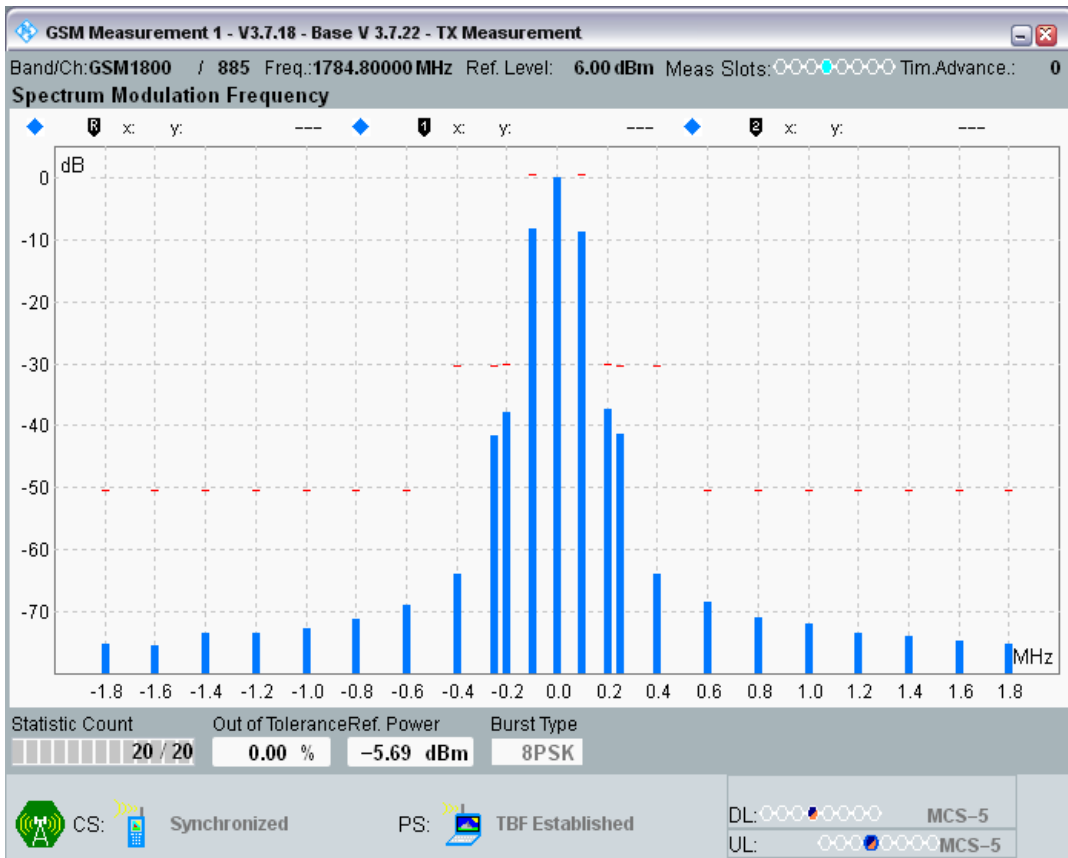 GSM Measurement 1 - V3.7.18 - Base V 3.7.22 - TX Measurement
Band/Ch:GSM1800 / 885 Freq.:1784.80000 MHz Ref. Level: 6.00 dBm Meas Slots: Tim.Advance.: 0
Spectrum Modulation Frequency
R x: y: --- 1 x: y: --- 2 x: y: ---
dB
0
-10
-20
-30
-40
-50
-60
-70
MHz
-1.8 -1.6 -1.4 -1.2 -1.0 -0.8 -0.6 -0.4 -0.2 0.0 0.2 0.4 0.6 0.8 1.0 1.2 1.4 1.6 1.8
Statistic Count Out of Tolerance Ref. Power Burst Type
20 / 20 0.00 % -5.69 dBm 8PSK
CS: Synchronized PS: TBF Established
DL: MCS-5
UL: MCS-5